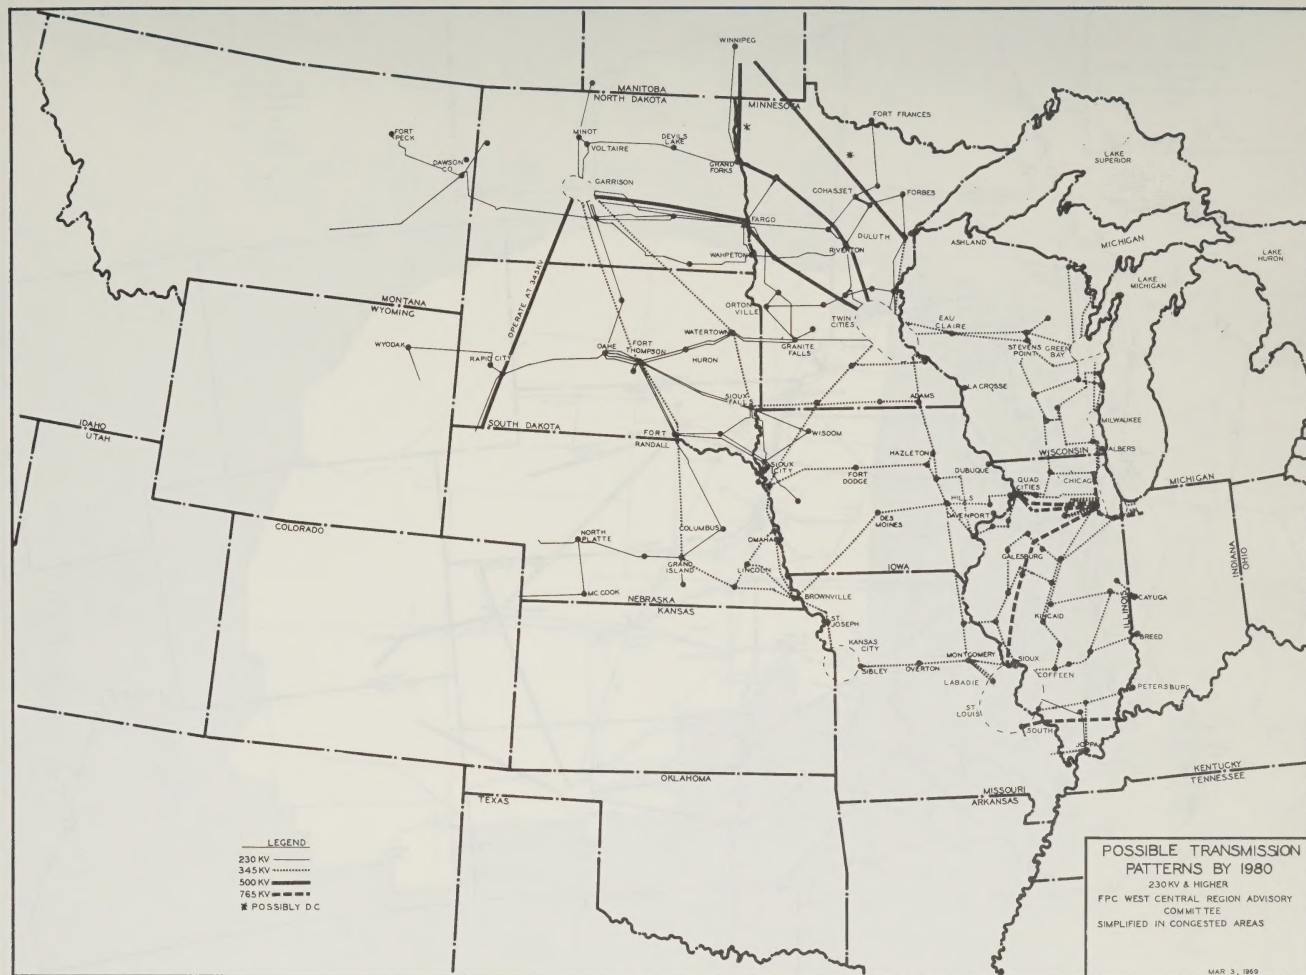 WINNIPEG
MANITOBA
NORTH DAKOTA
MINNESOTA
FORT FRANCES
LAKE
SUPERIOR
FORT
PECK
DAWSON
CO.
MINOT
VOLTAIRE
DEVILS
LAKE
GRAND
FORKS
GARRISON
COHASSET
FORBES
FARGO
DULUTH
RIVERTON
WAHPETON
ASHLAND
MICHIGAN
LAKE
HURON
LAKE
MICHIGAN
MONTANA
WYOMING
OPERATE AT 345KV
ORTON
VILLE
TWIN
CITIES
EAU
CLAIRE
STEVENS
POINT
GREEN
BAY
WATERTOWN
GRANITE
FALLS
WYODAK
RAPID CITY
OAHE
FORT
THOMPSON
HURON
LA CROSSE
SIOUX
FALLS
ADAMS
MILWAUKEE
IDAHO
UTAH
SOUTH DAKOTA
FORT
RANDALL
WISDOM
WISCONSIN
ALBERS
SIOUX
CITY
FORT
DODGE
HAZLETON
DUBUQUE
QUAD
CITIES
CHICAGO
MICHIGAN
HILLS
DAVENPORT
COLORADO
NORTH
PLATTE
COLUMBUS
DES
MOINES
OMAHA
GALESBURG
INDIANA
OHIO
GRAND
ISLAND
LINCOLN
IOWA
MC COOK
NEBRASKA
KANSAS
BROWNVILLE
ILLINOIS
CAYUGA
ST
JOSEPH
KINCAID
BREED
KANSAS
CITY
SIBLEY
OVERTON
MONTGOMERY
SIOUX
COFFEEN
LABADIE
PETERSBURG
ST
LOUIS
SOUTH
JOPPA
OKLAHOMA
TEXAS
MISSOURI
ARKANSAS
KENTUCKY
TENNESSEE
LEGEND
230 KV
345 KV
500 KV
765 KV
* POSSIBLY DC
POSSIBLE TRANSMISSION
PATTERNS BY 1980
230KV & HIGHER
FPC WEST CENTRAL REGION ADVISORY
COMMITTEE
SIMPLIFIED IN CONGESTED AREAS
MAR 3, 1969